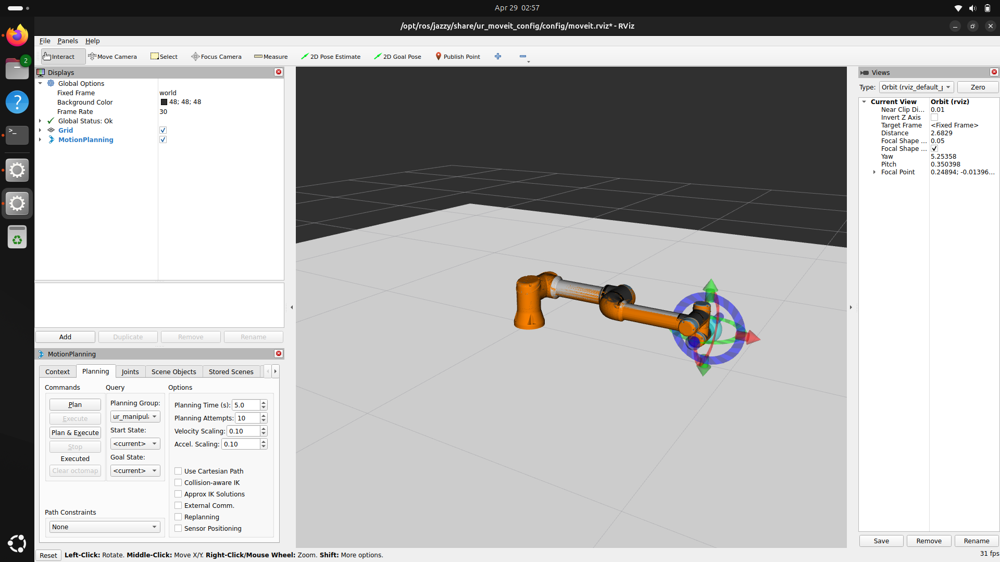 Apr 29 02:57
/opt/ros/jazzy/share/ur_moveit_config/config/moveit.rviz* - RViz
File Panels Help
Interact Move Camera Select Focus Camera Measure 2D Pose Estimate 2D Goal Pose Publish Point
2
Displays
Global Options
Fixed Frame world
Background Color 48; 48; 48
Frame Rate 30
Global Status: Ok
Grid
MotionPlanning
Add Duplicate Remove Rename
MotionPlanning
Context Planning Joints Scene Objects Stored Scenes
Commands Query Options
Plan
Execute
Plan & Execute
Stop
Executed
Clear octomap
Planning Group:
ur_manipula
Start State:
<current>
Goal State:
<current>
Planning Time (s): 5.0
Planning Attempts: 10
Velocity Scaling: 0.10
Accel. Scaling: 0.10
Use Cartesian Path
Collision-aware IK
Approx IK Solutions
External Comm.
Replanning
Sensor Positioning
Path Constraints
None
Views
Type: Orbit (rviz_default_p Zero
Current View Orbit (rviz)
Near Clip Di... 0.01
Invert Z Axis
Target Frame <Fixed Frame>
Distance 2.6829
Focal Shape ... 0.05
Focal Shape ...
Yaw 5.25358
Pitch 0.350398
Focal Point 0.24894; -0.01396...
Save Remove Rename
Reset Left-Click: Rotate. Middle-Click: Move X/Y. Right-Click/Mouse Wheel: Zoom. Shift: More options.
31 fps